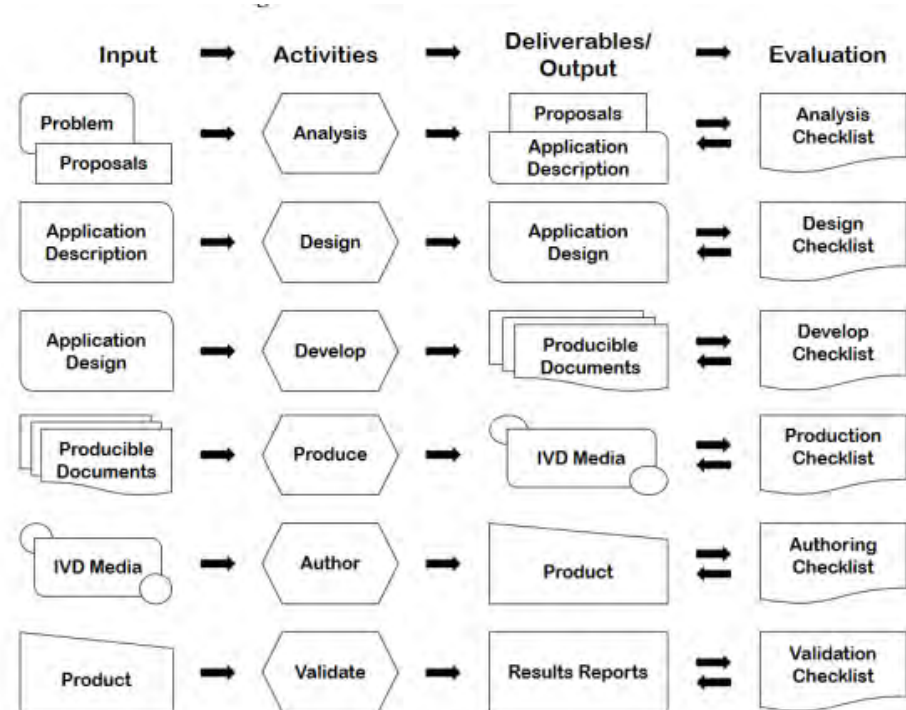 Input
Activities
Deliverables/
Output
Evaluation
Problem
Proposals
Analysis
Proposals
Application
Description
Analysis
Checklist
Application
Description
Design
Application
Design
Design
Checklist
Application
Design
Develop
Producible
Documents
Develop
Checklist
Producible
Documents
Produce
IVD Media
Production
Checklist
IVD Media
Author
Product
Authoring
Checklist
Product
Validate
Results Reports
Validation
Checklist